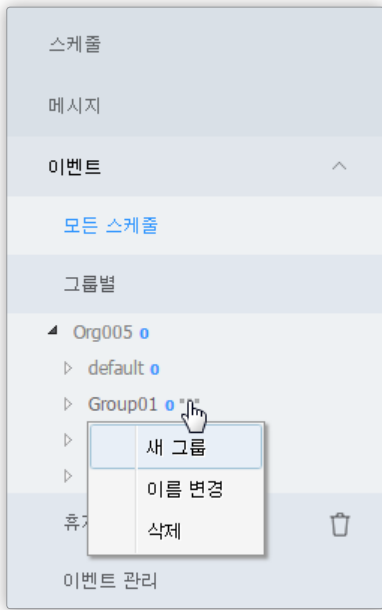 스케줄
메시지
이벤트
모든 스케줄
그룹별
Org005 0
default 0
Group01 0
새 그룹
이름 변경
삭제
이벤트 관리